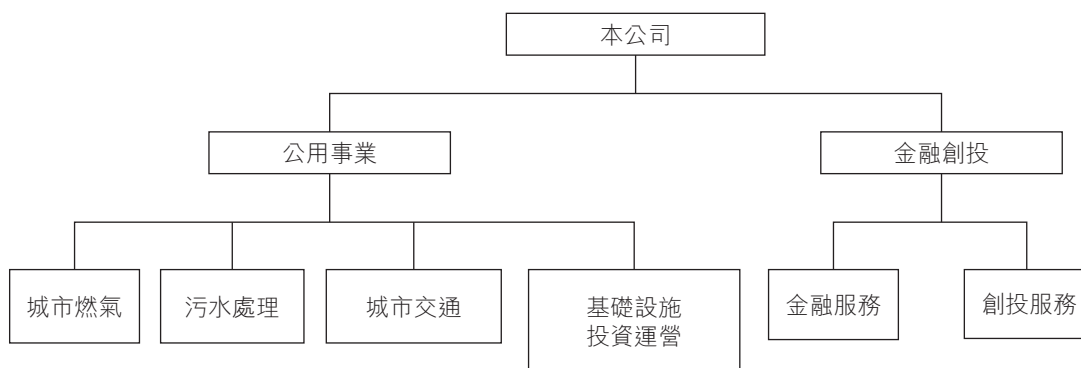 本公司
公用事業
金融創投
城市燃氣
污水處理
城市交通
基礎設施
投資運營
金融服務
創投服務